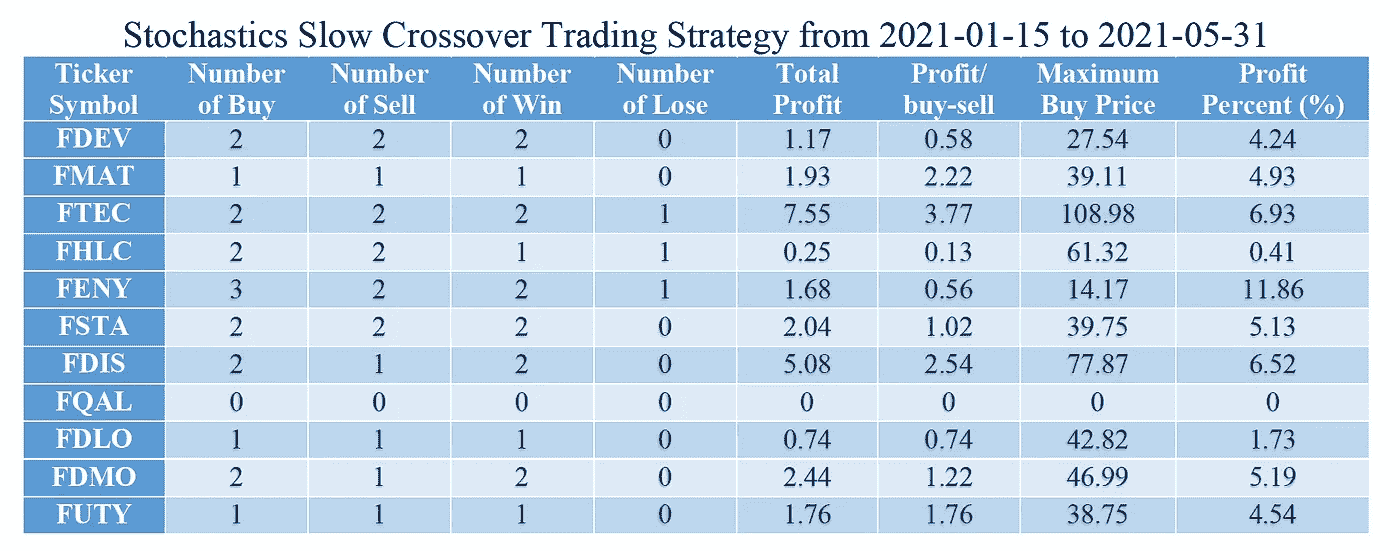 Stochastics Slow Crossover Trading Strategy from 2021-01-15 to 2021-05-31
Ticker Symbol Number of Buy Number of Sell Number of Win Number of Lose Total Profit Profit/ buy-sell Maximum Buy Price Profit Percent (%)
FDEV 2 2 2 0 1.17 0.58 27.54 4.24
FMAT 1 1 1 0 1.93 2.22 39.11 4.93
FTEC 2 2 2 1 7.55 3.77 108.98 6.93
FHLC 2 2 1 1 0.25 0.13 61.32 0.41
FENY 3 2 2 1 1.68 0.56 14.17 11.86
FSTA 2 2 2 0 2.04 1.02 39.75 5.13
FDIS 2 1 2 0 5.08 2.54 77.87 6.52
FQAL 0 0 0 0 0 0 0 0
FDLO 1 1 1 0 0.74 0.74 42.82 1.73
FDMO 2 1 2 0 2.44 1.22 46.99 5.19
FUTY 1 1 1 0 1.76 1.76 38.75 4.54